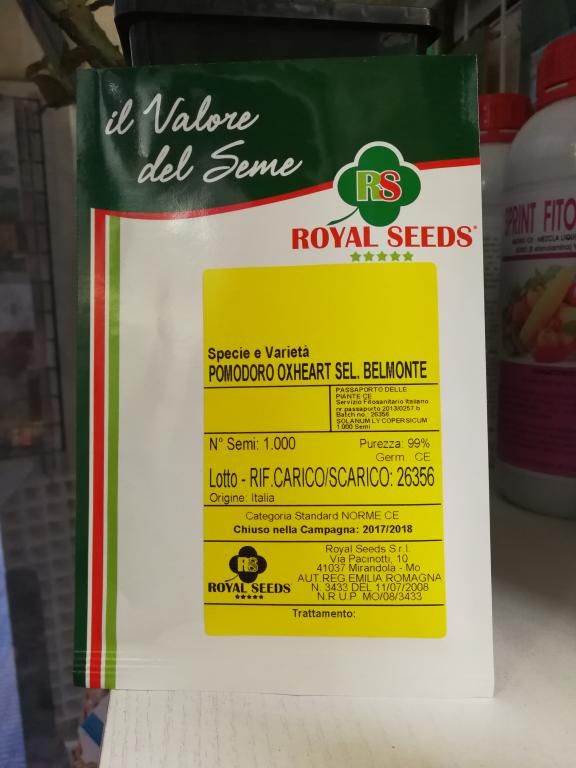 il Valore
del Seme
RS
ROYAL SEEDS®
Specie e Varietà
POMODORO OXHEART SEL. BELMONTE
PASSAPORTO DELLE
PIANTE CE
Servizio Fitosanitario Italiano
nr.passaporto 2013/0257.b
Batch no.: 26356
SOLANUM LYCOPERSICUM
1.000 Semi
N° Semi: 1.000
Purezza: 99%
Germ. CE
Lotto - RIF.CARICO/SCARICO: 26356
Origine: Italia
Categoria Standard NORME CE
Chiuso nella Campagna: 2017/2018
RS
ROYAL SEEDS
Royal Seeds S.r.l.
Via Pacinotti, 10
41037 Mirandola - Mo
AUT.REG.EMILIA ROMAGNA
N. 3433 DEL 11/07/2008
N.R.U.P. MO/08/3433
Trattamento:
SPRINT FITO
MEZCLA